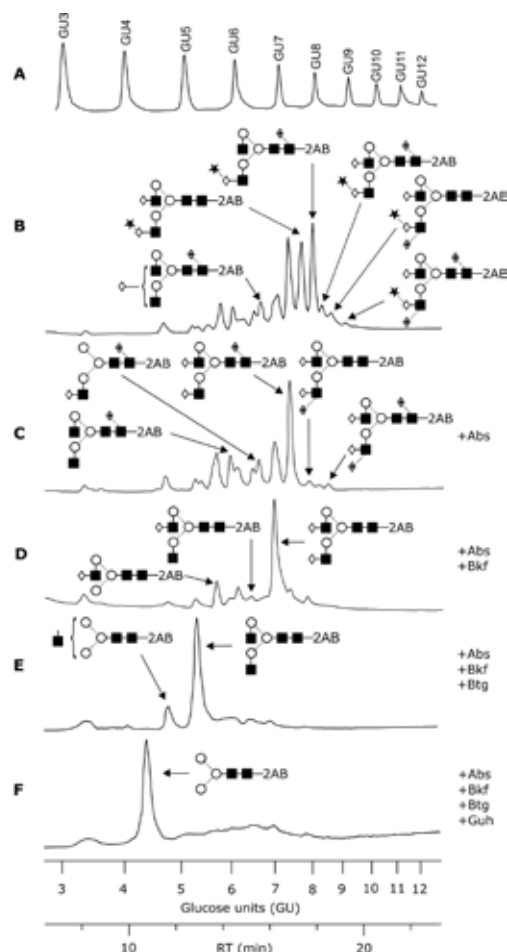 GU3 GU4 GU5 GU6 GU7 GU8 GU9 GU10 GU11 GU12
A
2AB
2AB
2AB
2AE
B
2AB
2AE
2AB
2AB
2AB
2AB
2AB
C
2AB
+Abs
D
2AB
2AB
2AB
+Abs
+Bkf
E
2AB
2AB
+Abs
+Bkf
+Btg
F
2AB
+Abs
+Bkf
+Btg
+Guh
3 4 5 6 7 8 9 10 11 12
Glucose units (GU)
10 20
RT (min)